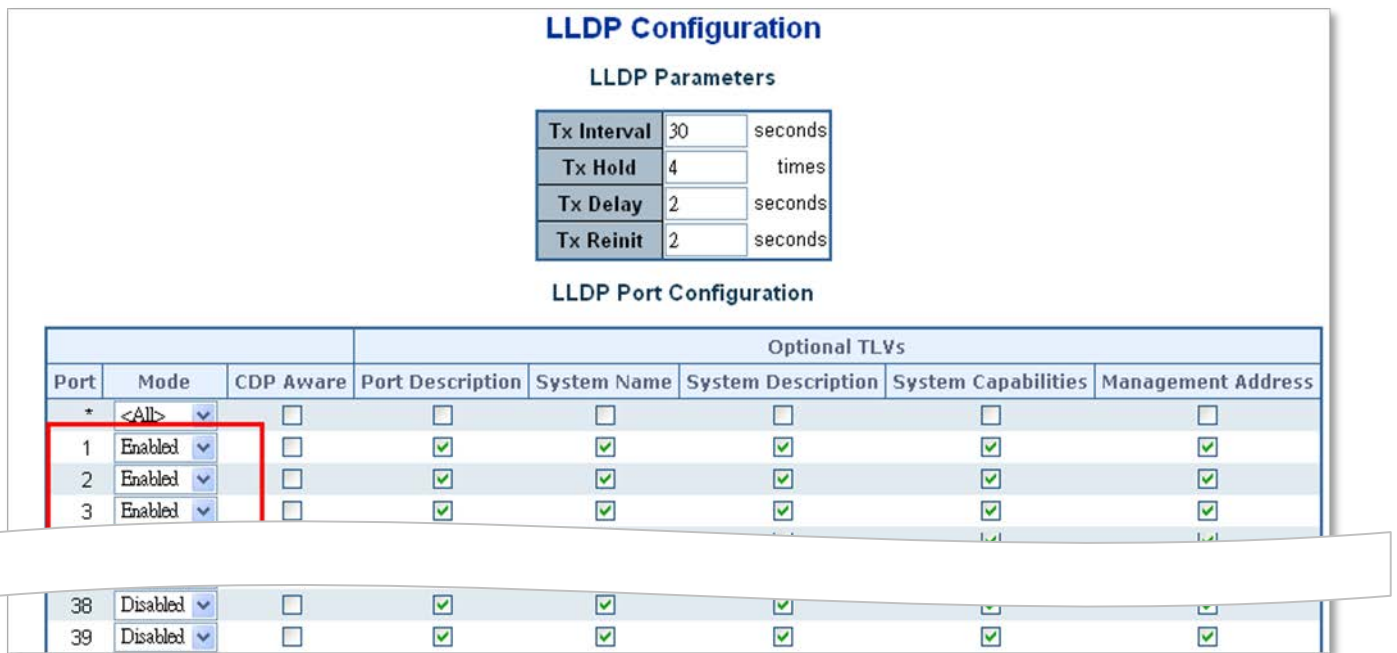 LLDP Configuration
LLDP Parameters
Tx Interval 30 seconds
Tx Hold 4 times
Tx Delay 2 seconds
Tx Reinit 2 seconds
LLDP Port Configuration
Optional TLVs
Port Mode CDP Aware Port Description System Name System Description System Capabilities Management Address
* <All>
1 Enabled
2 Enabled
3 Enabled
38 Disabled
39 Disabled